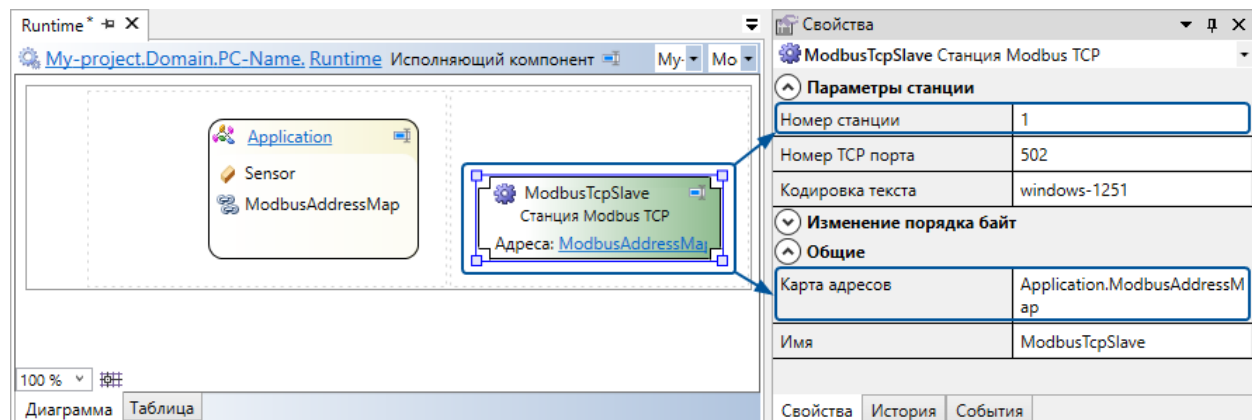 Runtime*
My-project.Domain.PC-Name. Runtime Исполняющий компонент
My-
Mo
Application
Sensor
ModbusAddressMap
ModbusTcpSlave
Станция Modbus TCP
Адреса: ModbusAddressMap
100 %
Диаграмма Таблица
Свойства
ModbusTcpSlave Станция Modbus TCP
Параметры станции
Номер станции 1
Номер TCP порта 502
Кодировка текста windows-1251
Изменение порядка байт
Общие
Карта адресов Application.ModbusAddressM
ap
Имя ModbusTcpSlave
Свойства История События